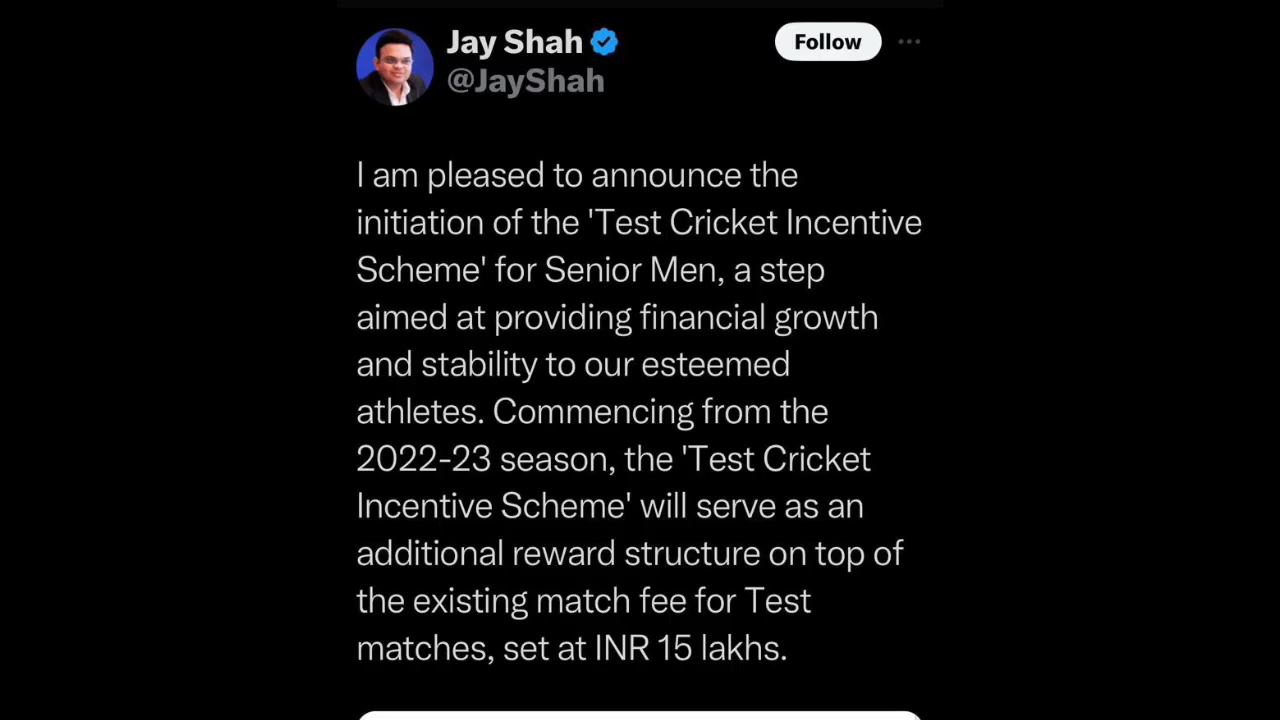 Jay Shah
@JayShah
Follow
I am pleased to announce the
initiation of the 'Test Cricket Incentive
Scheme' for Senior Men, a step
aimed at providing financial growth
and stability to our esteemed
athletes. Commencing from the
2022-23 season, the 'Test Cricket
Incentive Scheme' will serve as an
additional reward structure on top of
the existing match fee for Test
matches, set at INR 15 lakhs.